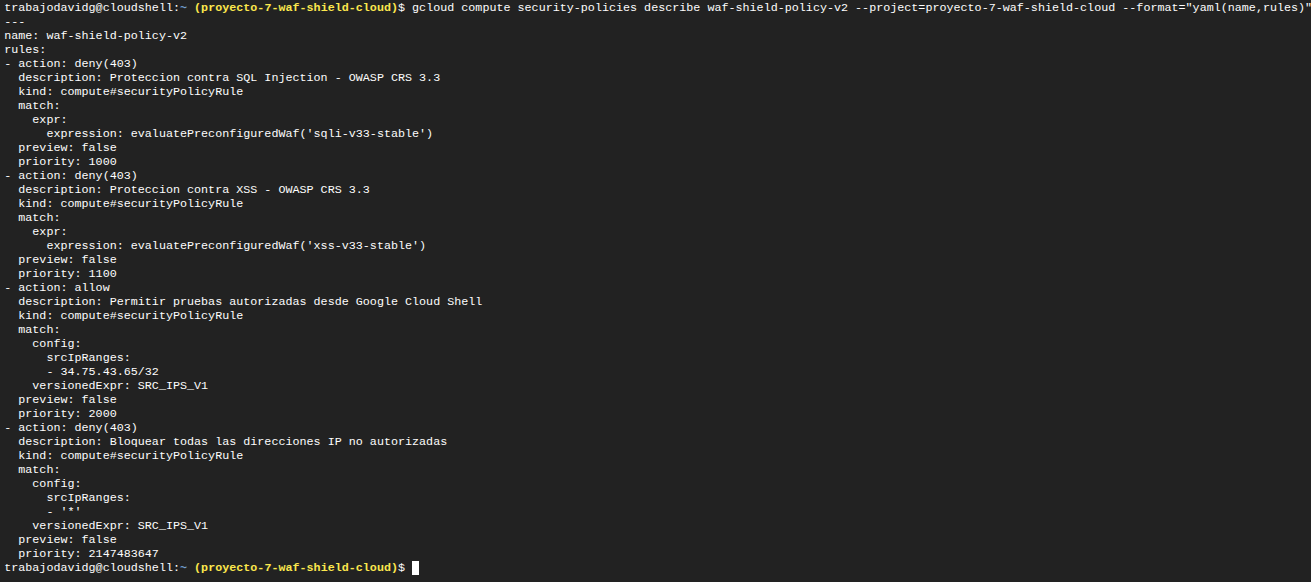 trabajodavidg@cloudshell:~ (proyecto-7-waf-shield-cloud)$ gcloud compute security-policies describe waf-shield-policy-v2 --project=proyecto-7-waf-shield-cloud --format="yaml(name,rules)"
---
name: waf-shield-policy-v2
rules:
- action: deny(403)
  description: Proteccion contra SQL Injection - OWASP CRS 3.3
  kind: compute#securityPolicyRule
  match:
    expr:
      expression: evaluatePreconfiguredWaf('sqli-v33-stable')
  preview: false
  priority: 1000
- action: deny(403)
  description: Proteccion contra XSS - OWASP CRS 3.3
  kind: compute#securityPolicyRule
  match:
    expr:
      expression: evaluatePreconfiguredWaf('xss-v33-stable')
  preview: false
  priority: 1100
- action: allow
  description: Permitir pruebas autorizadas desde Google Cloud Shell
  kind: compute#securityPolicyRule
  match:
    config:
      srcIpRanges:
      - 34.75.43.65/32
    versionedExpr: SRC_IPS_V1
  preview: false
  priority: 2000
- action: deny(403)
  description: Bloquear todas las direcciones IP no autorizadas
  kind: compute#securityPolicyRule
  match:
    config:
      srcIpRanges:
      - '*'
    versionedExpr: SRC_IPS_V1
  preview: false
  priority: 2147483647
trabajodavidg@cloudshell:~ (proyecto-7-waf-shield-cloud)$